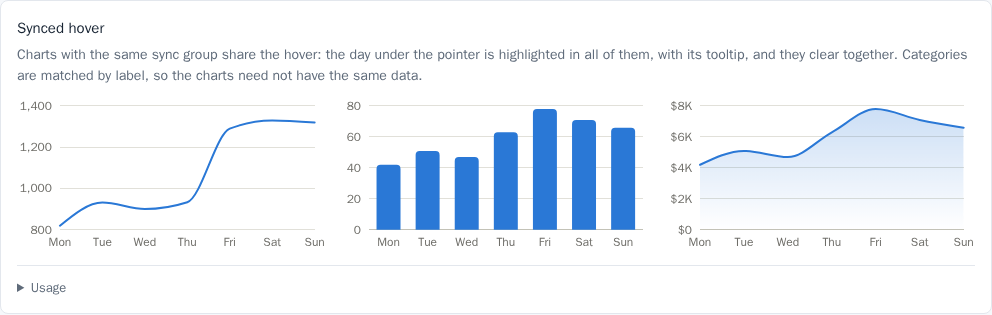 Synced hover
Charts with the same sync group share the hover: the day under the pointer is highlighted in all of them, with its tooltip, and they clear together. Categories
are matched by label, so the charts need not have the same data.
1,400
1,200
1,000
800
Mon Tue Wed Thu Fri Sat Sun
80
60
40
20
0
Mon Tue Wed Thu Fri Sat Sun
$8K
$6K
$4K
$2K
$0
Mon Tue Wed Thu Fri Sat Sun
Usage